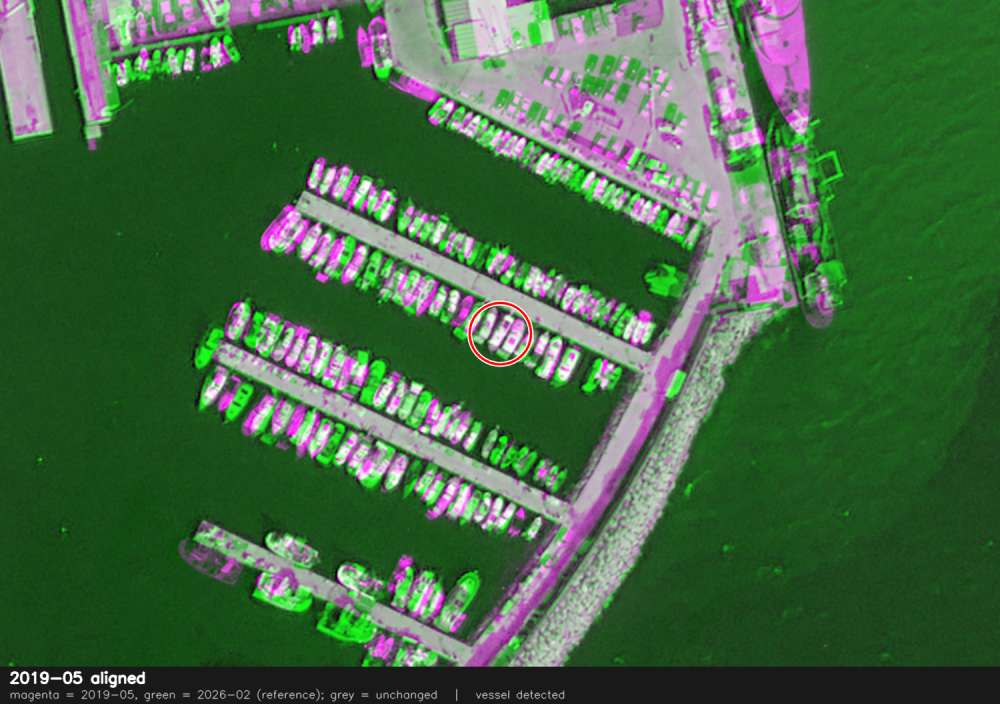 2019-05 aligned
magenta = 2019-05, green = 2026-02 (reference); grey = unchanged | vessel detected